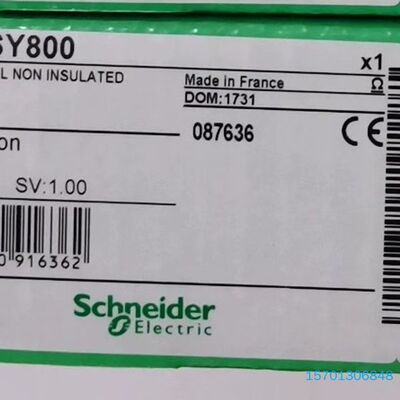 SY800
x1
L NON INSULATED
Made in France
Ω
DOM:1731
087636
CE
on
SV:1.00
0 916362
Schneider
Electric
15701306848